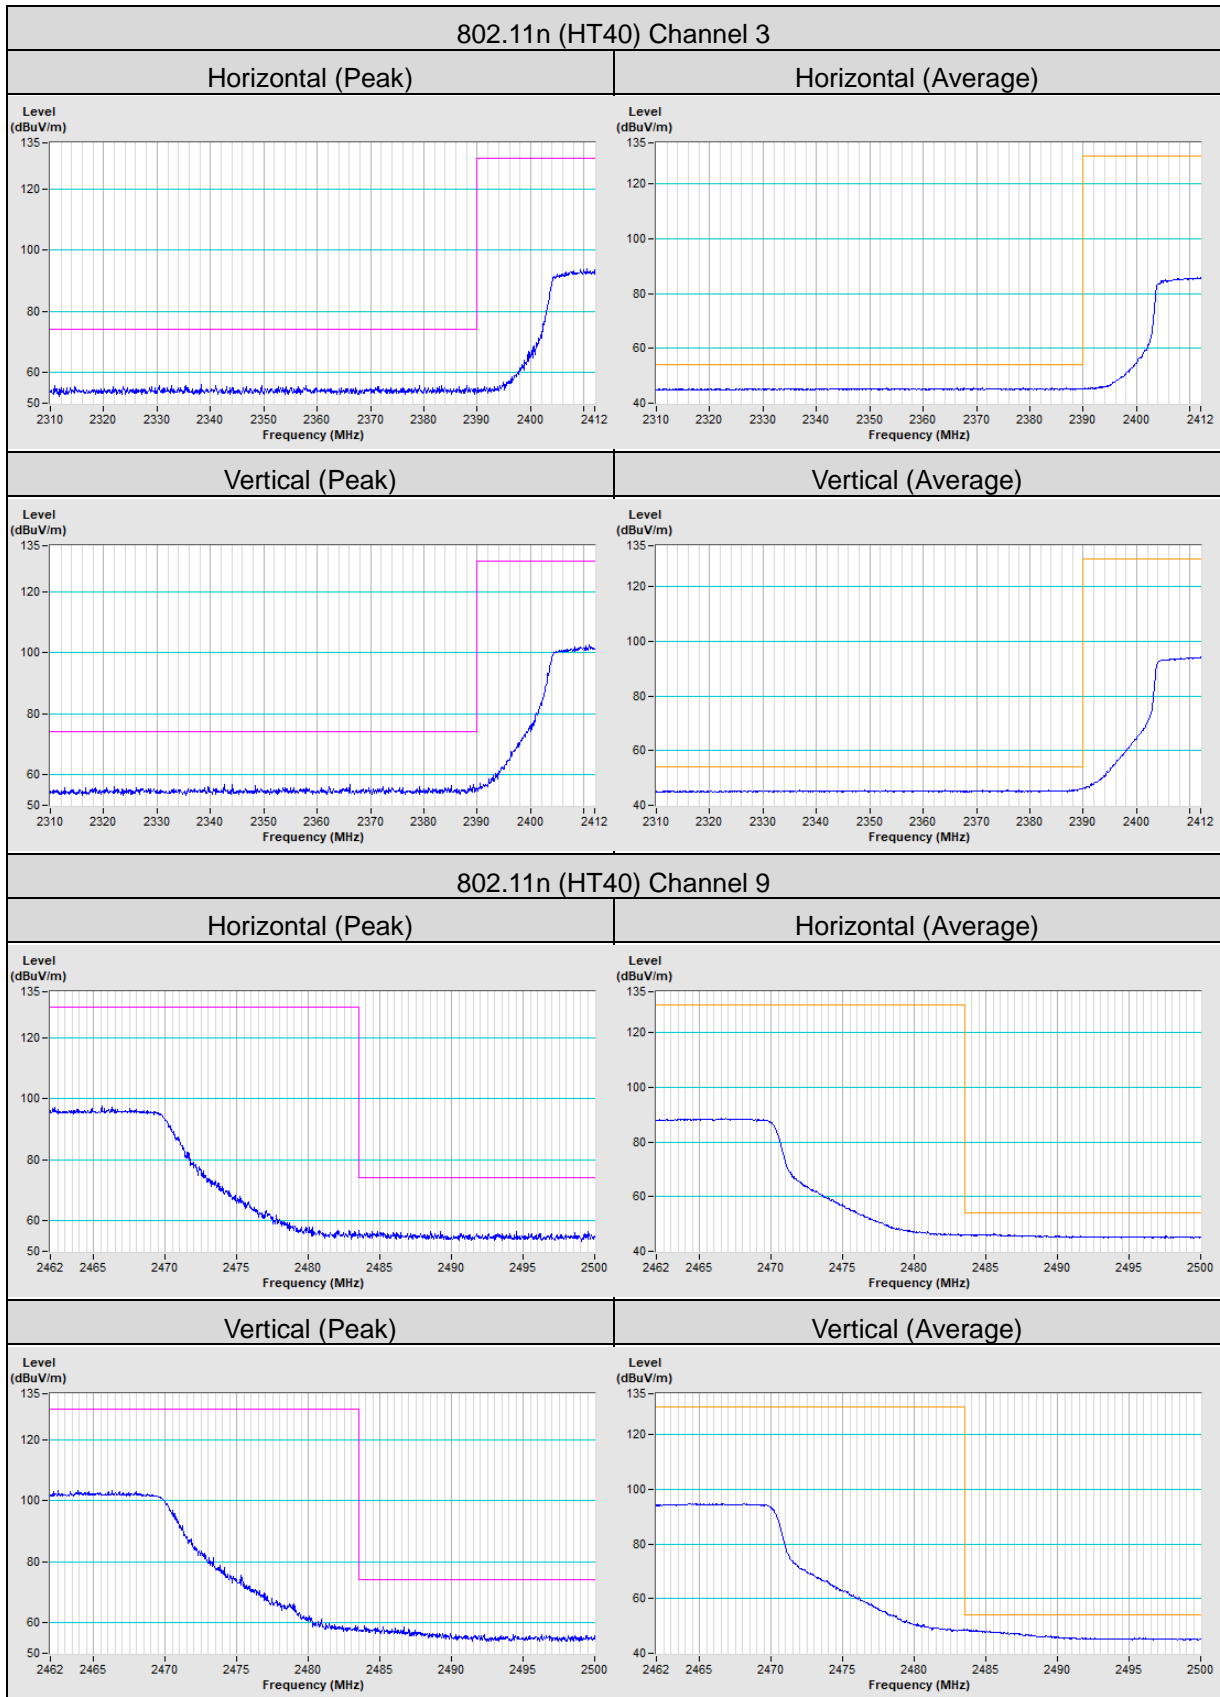 802.11n (HT40) Channel 3
Horizontal (Peak)
Horizontal (Average)
Level
(dBuV/m)
135
120
100
80
60
50
2310 2320 2330 2340 2350 2360 2370 2380 2390 2400 2412
Frequency (MHz)
Level
(dBuV/m)
135
120
100
80
60
40
2310 2320 2330 2340 2350 2360 2370 2380 2390 2400 2412
Frequency (MHz)
Vertical (Peak)
Vertical (Average)
Level
(dBuV/m)
135
120
100
80
60
50
2310 2320 2330 2340 2350 2360 2370 2380 2390 2400 2412
Frequency (MHz)
Level
(dBuV/m)
135
120
100
80
60
40
2310 2320 2330 2340 2350 2360 2370 2380 2390 2400 2412
Frequency (MHz)
802.11n (HT40) Channel 9
Horizontal (Peak)
Horizontal (Average)
Level
(dBuV/m)
135
120
100
80
60
50
2462 2465 2470 2475 2480 2485 2490 2495 2500
Frequency (MHz)
Level
(dBuV/m)
135
120
100
80
60
40
2462 2465 2470 2475 2480 2485 2490 2495 2500
Frequency (MHz)
Vertical (Peak)
Vertical (Average)
Level
(dBuV/m)
135
120
100
80
60
50
2462 2465 2470 2475 2480 2485 2490 2495 2500
Frequency (MHz)
Level
(dBuV/m)
135
120
100
80
60
40
2462 2465 2470 2475 2480 2485 2490 2495 2500
Frequency (MHz)